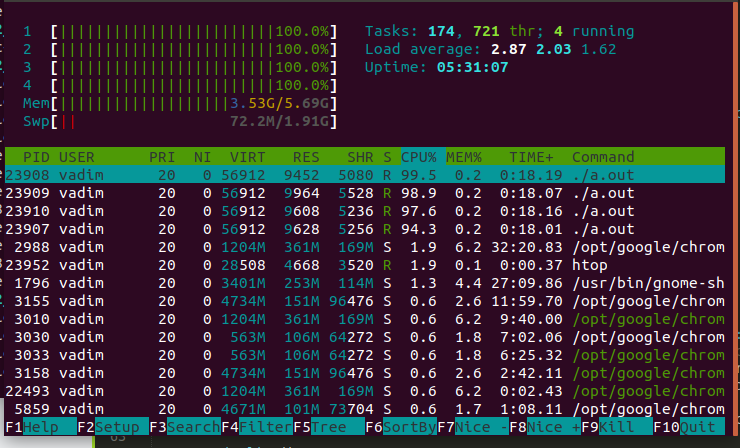 1 [||||||||||||||||||||||||100.0%] Tasks: 174, 721 thr; 4 running
2 [||||||||||||||||||||||||100.0%] Load average: 2.87 2.03 1.62
3 [||||||||||||||||||||||||100.0%] Uptime: 05:31:07
4 [||||||||||||||||||||||||100.0%]
Mem[|||||||||||||||||||3.53G/5.69G]
Swp[|| 72.2M/1.91G]
PID USER PRI NI VIRT RES SHR S CPU% MEM% TIME+ Command
23908 vadim 20 0 56912 9452 5080 R 99.5 0.2 0:18.19 ./a.out
23909 vadim 20 0 56912 9964 5528 R 98.9 0.2 0:18.07 ./a.out
23910 vadim 20 0 56912 9608 5236 R 97.6 0.2 0:18.16 ./a.out
23907 vadim 20 0 56912 9628 5256 R 94.3 0.2 0:18.01 ./a.out
2988 vadim 20 0 1204M 361M 169M S 1.9 6.2 32:20.83 /opt/google/chrom
23952 vadim 20 0 28508 4668 3520 R 1.9 0.1 0:00.37 htop
1796 vadim 20 0 3401M 253M 114M S 1.3 4.4 27:09.86 /usr/bin/gnome-sh
3155 vadim 20 0 4734M 151M 96476 S 0.6 2.6 11:59.70 /opt/google/chrom
3010 vadim 20 0 1204M 361M 169M S 0.6 6.2 9:40.00 /opt/google/chrom
3030 vadim 20 0 563M 106M 64272 S 0.6 1.8 7:02.06 /opt/google/chrom
3033 vadim 20 0 563M 106M 64272 S 0.6 1.8 6:25.32 /opt/google/chrom
3158 vadim 20 0 4734M 151M 96476 S 0.6 2.6 2:42.11 /opt/google/chrom
22493 vadim 20 0 1204M 361M 169M S 0.6 6.2 0:02.43 /opt/google/chrom
5859 vadim 20 0 4671M 101M 73704 S 0.6 1.7 1:08.11 /opt/google/chrom
F1Help F2Setup F3SearchF4FilterF5Tree F6SortByF7Nice -F8Nice +F9Kill F10Quit